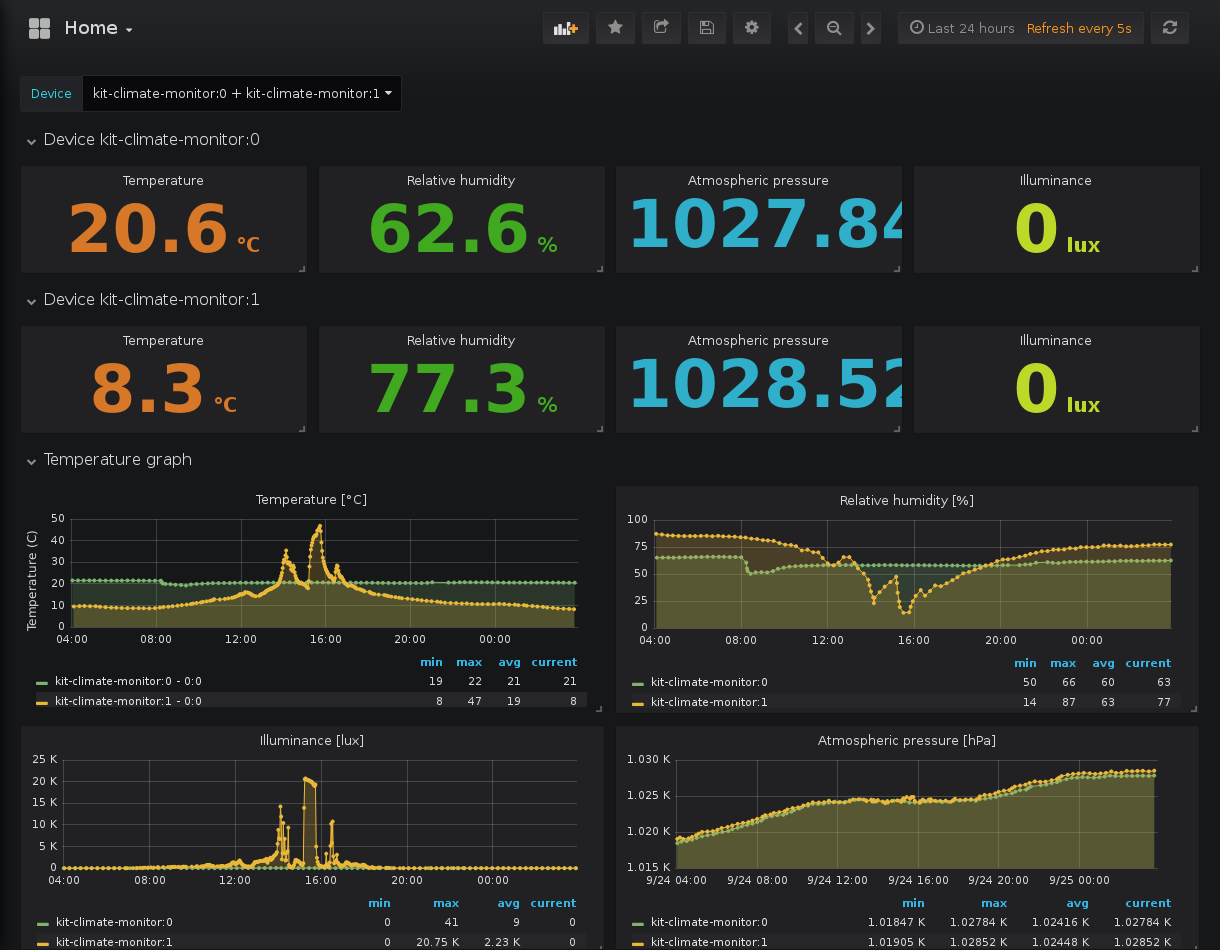 Home
Last 24 hours Refresh every 5s
Device kit-climate-monitor:0 + kit-climate-monitor:1
Device kit-climate-monitor:0
Temperature Relative humidity Atmospheric pressure Illuminance
20.6 °C 62.6 % 1027.84 0 lux
Device kit-climate-monitor:1
Temperature Relative humidity Atmospheric pressure Illuminance
8.3 °C 77.3 % 1028.52 0 lux
Temperature graph
Temperature [°C]
Temperature (C)
50
40
30
20
10
0
04:00 08:00 12:00 16:00 20:00 00:00
min max avg current
kit-climate-monitor:0 - 0:0 19 22 21 21
kit-climate-monitor:1 - 0:0 8 47 19 8
Relative humidity [%]
100
75
50
25
0
04:00 08:00 12:00 16:00 20:00 00:00
min max avg current
kit-climate-monitor:0 50 66 60 63
kit-climate-monitor:1 14 87 63 77
Illuminance [lux]
25 K
20 K
15 K
10 K
5 K
0
04:00 08:00 12:00 16:00 20:00 00:00
min max avg current
kit-climate-monitor:0 0 41 9 0
kit-climate-monitor:1 0 20.75 K 2.23 K 0
Atmospheric pressure [hPa]
1.030 K
1.025 K
1.020 K
1.015 K
9/24 04:00 9/24 08:00 9/24 12:00 9/24 16:00 9/24 20:00 9/25 00:00
min max avg current
kit-climate-monitor:0 1.01847 K 1.02784 K 1.02416 K 1.02784 K
kit-climate-monitor:1 1.01905 K 1.02852 K 1.02448 K 1.02852 K